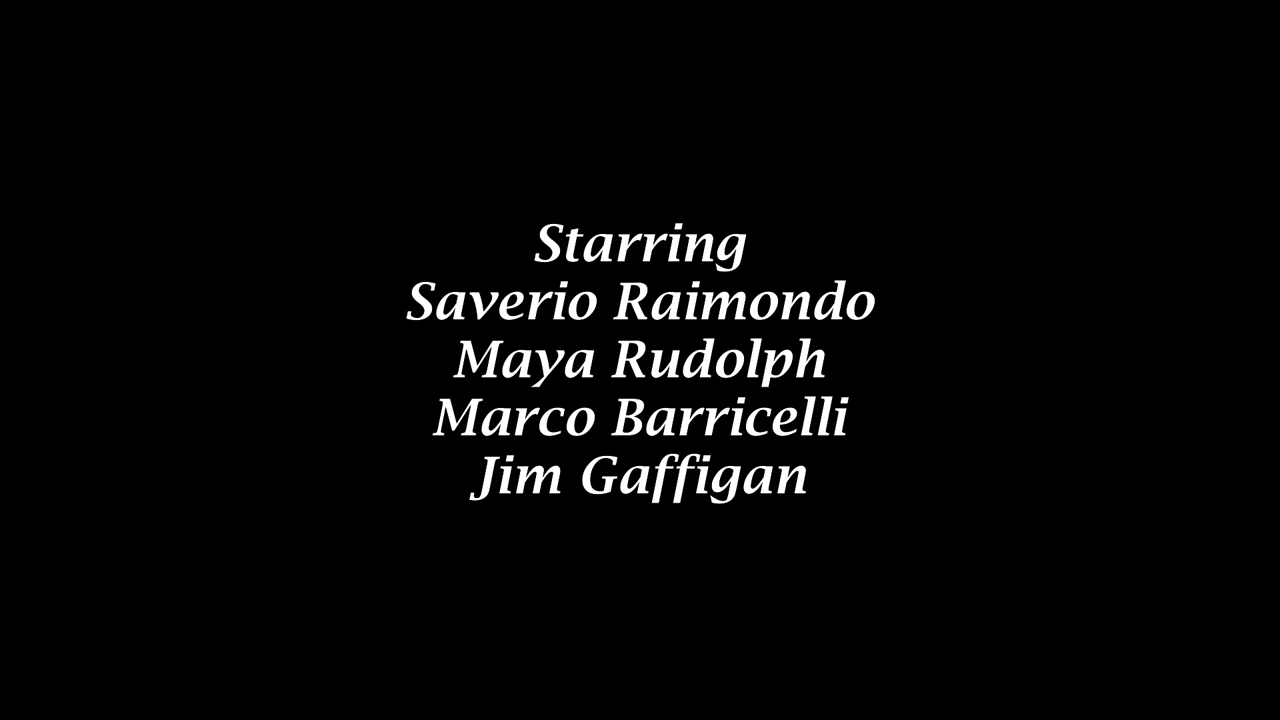 Starring
Saverio Raimondo
Maya Rudolph
Marco Barricelli
Jim Gaffigan